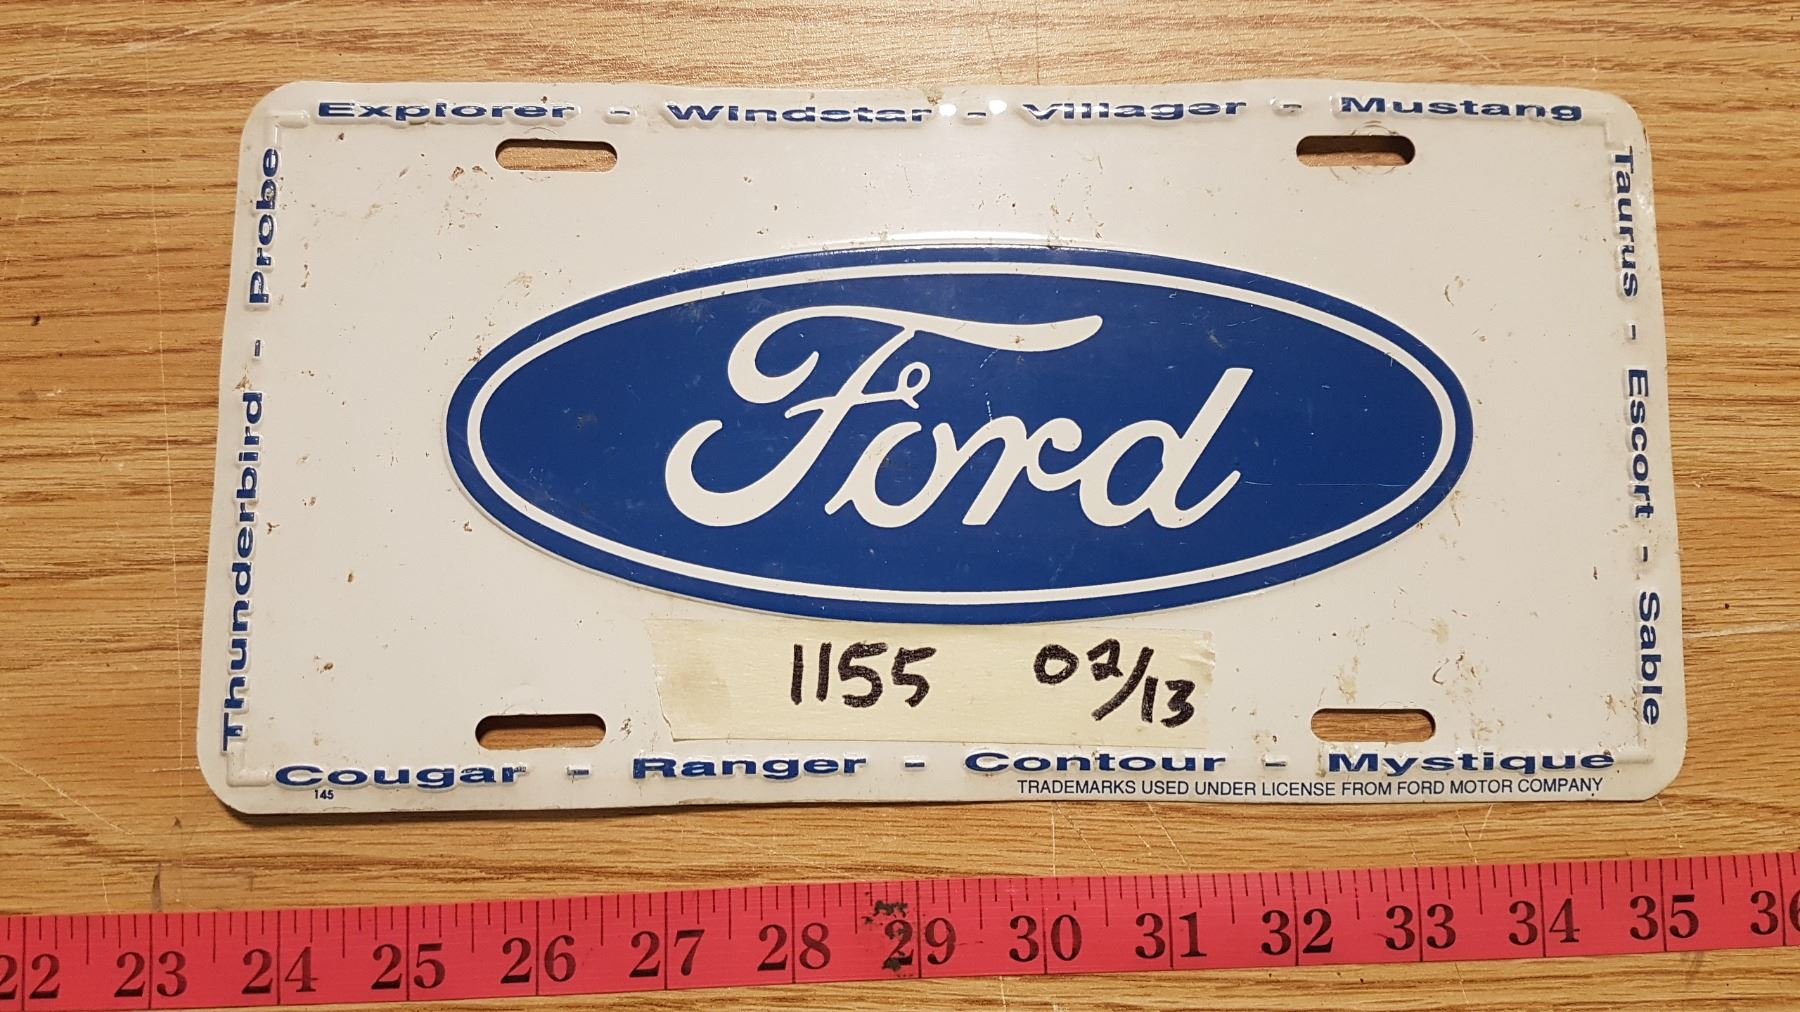 Explorer - Windstar - Villager - Mustang
Taurus - Escort - Sable
Thunderbird - Probe
Ford
1155 02/13
Cougar - Ranger - Contour - Mystique
145
TRADEMARKS USED UNDER LICENSE FROM FORD MOTOR COMPANY
22 23 24 25 26 27 28 29 30 31 32 33 34 35 36